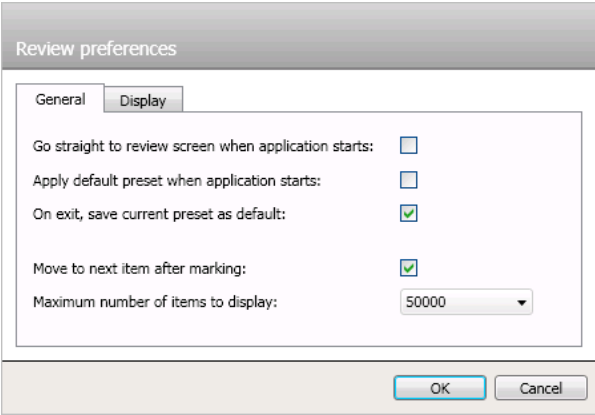 Review preferences
General
Display
Go straight to review screen when application starts:
Apply default preset when application starts:
On exit, save current preset as default:
Move to next item after marking:
Maximum number of items to display:
50000
OK
Cancel